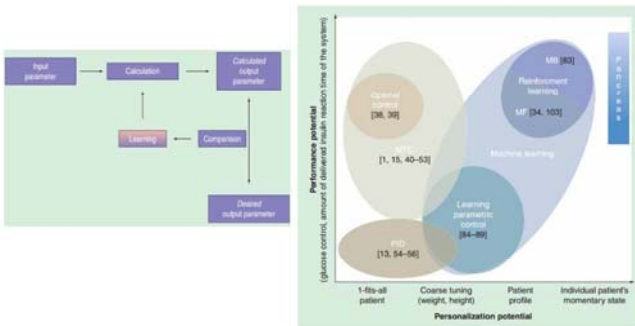 Input
parameter
Calculation
Calculated
output
parameter
Learning
Comparison
Desired
output parameter
Performance potential
(glucose control, amount of delivered insulin reaction time of the system)
Optimal
control
[38, 39]
[1, 15, 40–53]
PID
[13, 54–56]
MB [83]
Reinforcement
learning
MF [34, 103]
Machine learning
Learning
parametric
control
[84–89]
Pancreas
1-fits-all
patient
Coarse tuning
(weight, height)
Patient
profile
Individual patient's
momentary state
Personalization potential